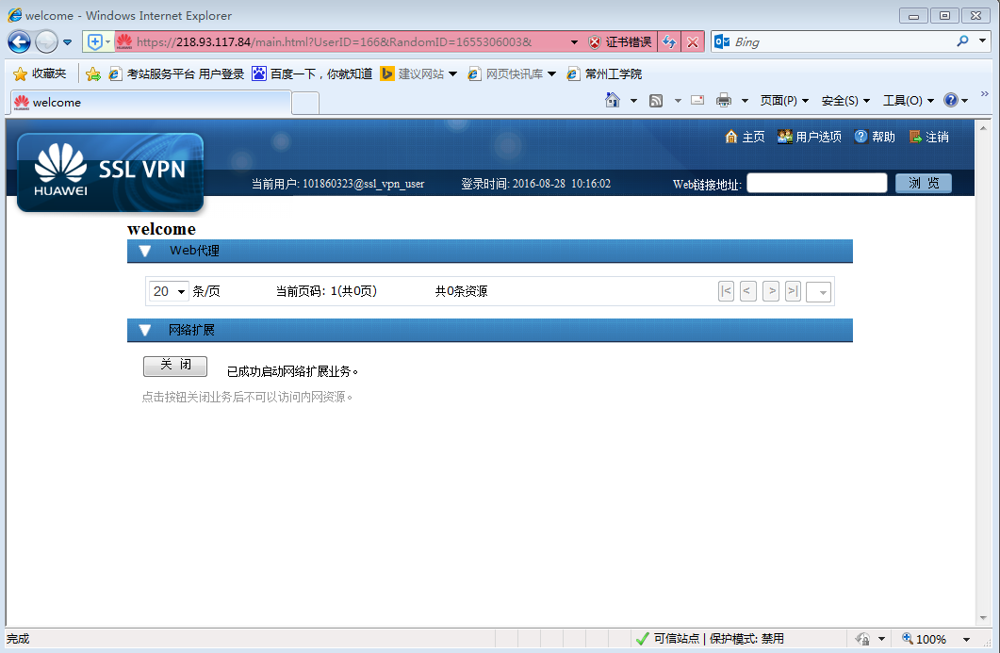 welcome - Windows Internet Explorer
https://218.93.117.84/main.html?UserID=166&RandomID=1655306003& 证书错误 Bing
收藏夹 考站服务平台 用户登录 百度一下，你就知道 建议网站 网页快讯库 常州工学院
welcome 页面(P) 安全(S) 工具(O)
主页 用户选项 帮助 注销
SSL VPN
HUAWEI
当前用户: 101860323@ssl_vpn_user 登录时间: 2016-08-28 10:16:02 Web链接地址: 浏 览
welcome
Web代理
20 条/页 当前页码: 1(共0页) 共0条资源 |< < > >|
网络扩展
关 闭 已成功启动网络扩展业务。
点击按钮关闭业务后不可以访问内网资源。
完成 可信站点 | 保护模式: 禁用 100%